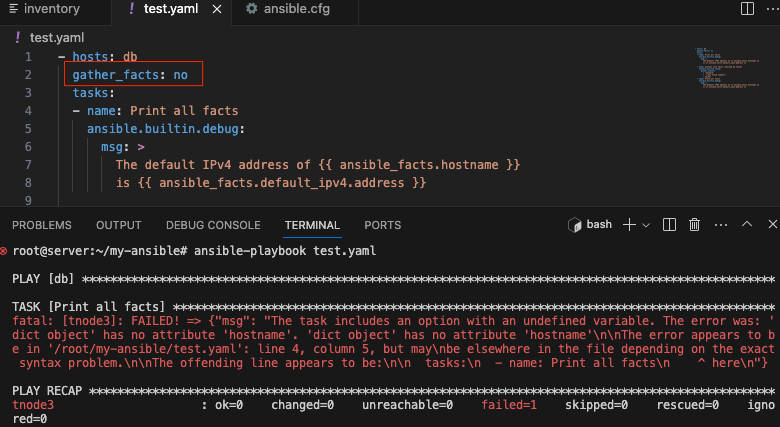 inventory
! test.yaml ×
ansible.cfg
! test.yaml
1 - hosts: db
2 gather_facts: no
3 tasks:
4 - name: Print all facts
5 ansible.builtin.debug:
6 msg: >
7 The default IPv4 address of {{ ansible_facts.hostname }}
8 is {{ ansible_facts.default_ipv4.address }}
9
PROBLEMS OUTPUT DEBUG CONSOLE TERMINAL PORTS bash
root@server:~/my-ansible# ansible-playbook test.yaml
PLAY [db] ******************************************************************************************
TASK [Print all facts] *****************************************************************************
fatal: [tnode3]: FAILED! => {"msg": "The task includes an option with an undefined variable. The error was: '
dict object' has no attribute 'hostname'. 'dict object' has no attribute 'hostname'\n\nThe error appears to b
e in '/root/my-ansible/test.yaml': line 4, column 5, but may\nbe elsewhere in the file depending on the exact
syntax problem.\n\nThe offending line appears to be:\n\n  tasks:\n  - name: Print all facts\n    ^ here\n"}
PLAY RECAP *****************************************************************************************
tnode3 : ok=0 changed=0 unreachable=0 failed=1 skipped=0 rescued=0 igno
red=0